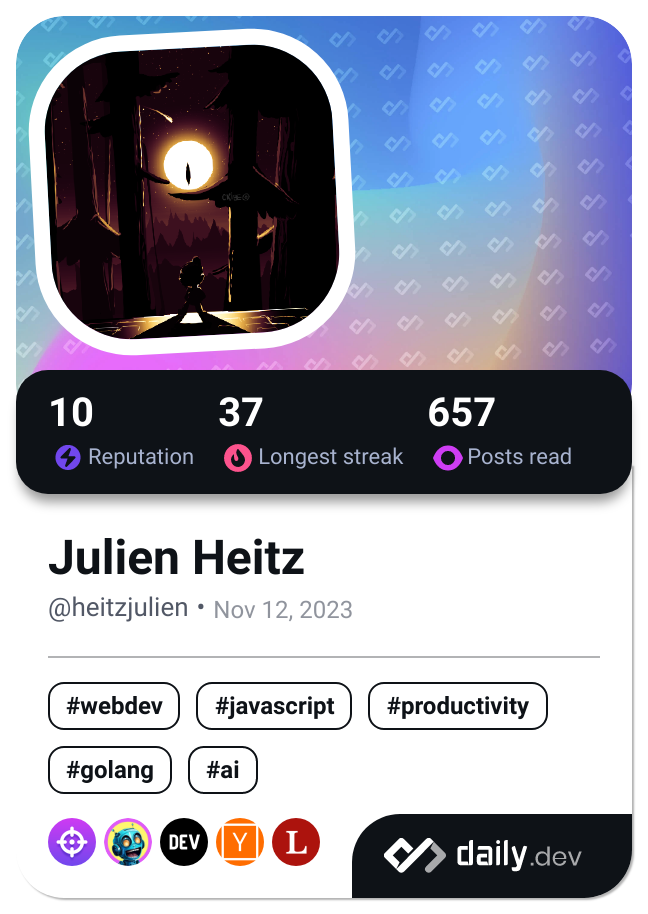 10 37 657
Reputation Longest streak Posts read
Julien Heitz
@heitzjulien • Nov 12, 2023
#webdev #javascript #productivity
#golang #ai
DEV Y L
daily.dev